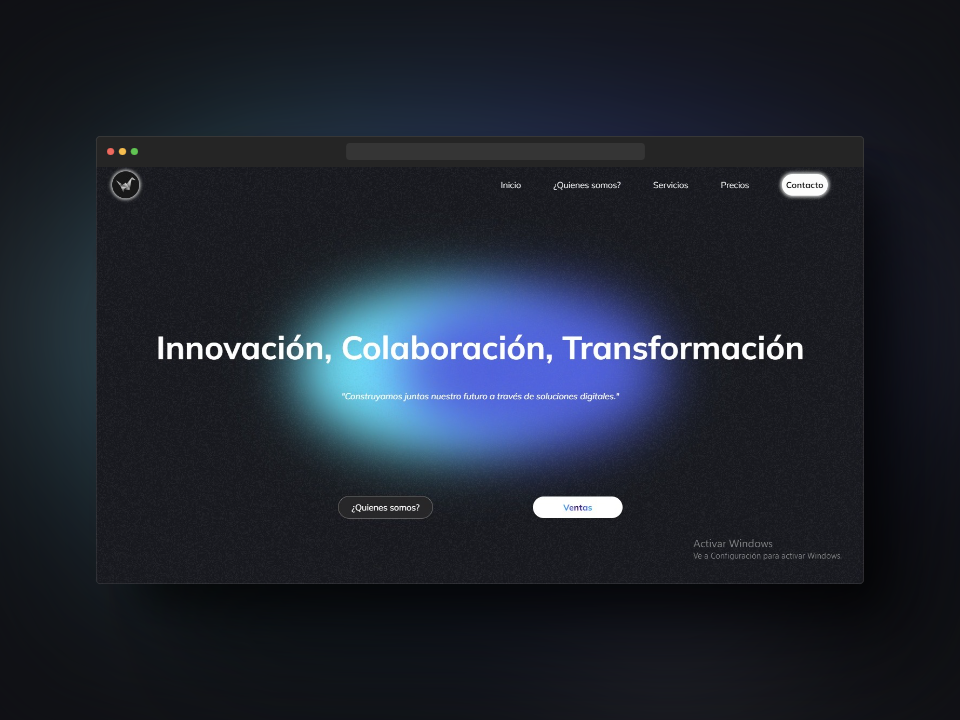 Inicio ¿Quienes somos? Servicios Precios Contacto
Innovación, Colaboración, Transformación
"Construyamos juntos nuestro futuro a través de soluciones digitales."
¿Quienes somos? Ventas
Activar Windows
Ve a Configuración para activar Windows.